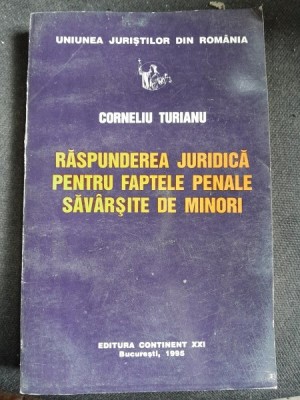 UNIUNEA JURIȘTILOR DIN ROMÂNIA
CORNELIU TURIANU
RĂSPUNDEREA JURIDICĂ
PENTRU FAPTELE PENALE
SĂVÂRȘITE DE MINORI
EDITURA CONTINENT XXI
București, 1995